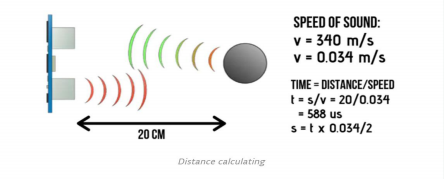 SPEED OF SOUND:
v = 340 m/s
v = 0.034 m/s
TIME = DISTANCE/SPEED
t = s/v = 20/0.034
= 588 us
s = t x 0.034/2
20 CM
Distance calculating